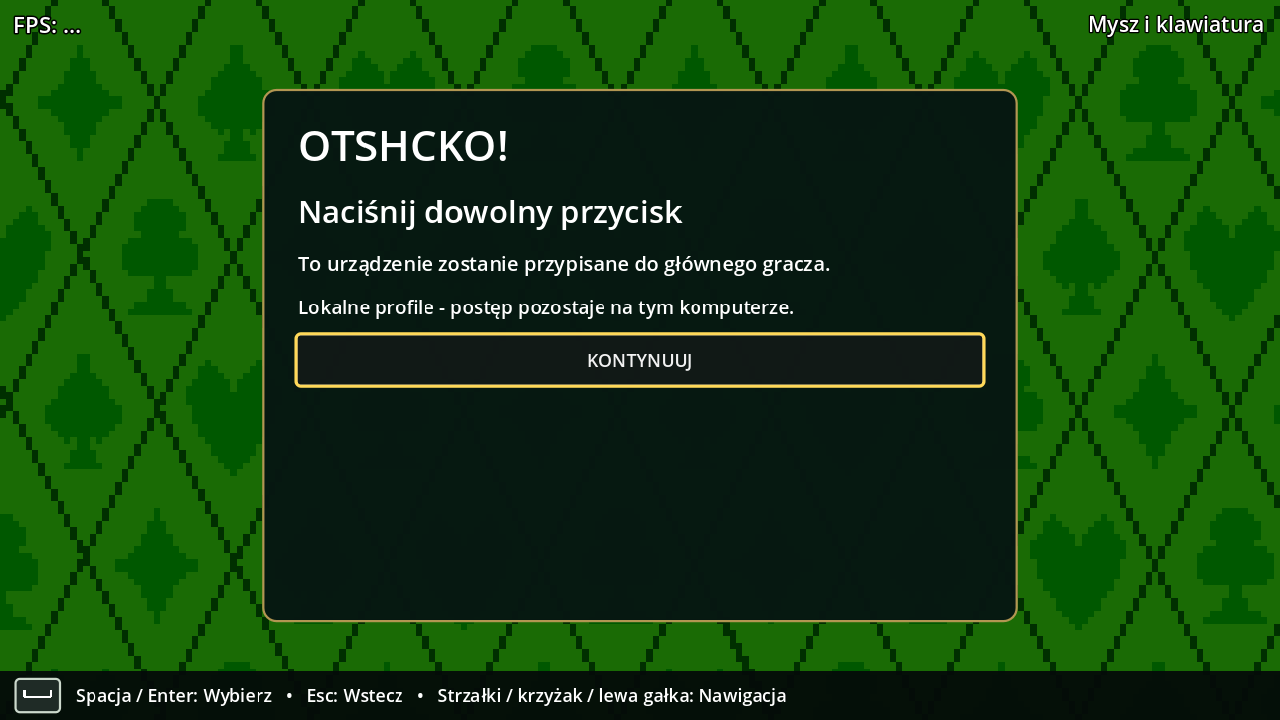 FPS: ...
Mysz i klawiatura
OTSHCKO!
Naciśnij dowolny przycisk
To urządzenie zostanie przypisane do głównego gracza.
Lokalne profile - postęp pozostaje na tym komputerze.
KONTYNUUJ
Spacja / Enter: Wybierz • Esc: Wstecz • Strzałki / krzyżak / lewa gałka: Nawigacja